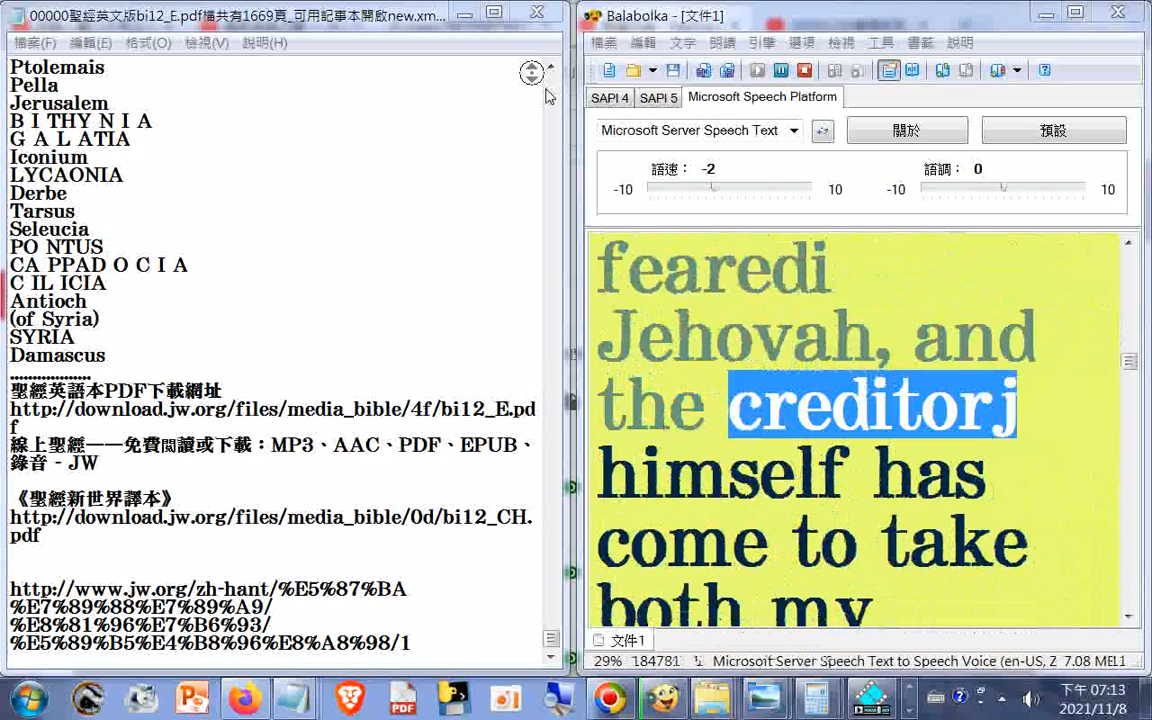 00000聖經英文版bi12_E.pdf檔共有1669頁_可用記事本開啟new.xm...
檔案(F) 編輯(E) 格式(O) 檢視(V) 說明(H)
Ptolemais
Pella
Jerusalem
B I THY N I A
G A L ATIA
Iconium
LYCAONIA
Derbe
Tarsus
Seleucia
PO NTUS
CA PPAD O C I A
C IL ICIA
Antioch
(of Syria)
SYRIA
Damascus
..................
聖經英語本PDF下載網址
http://download.jw.org/files/media_bible/4f/bi12_E.pd
f
線上聖經——免費閱讀或下載：MP3、AAC、PDF、EPUB、
錄音 - JW
《聖經新世界譯本》
http://download.jw.org/files/media_bible/0d/bi12_CH.
pdf
http://www.jw.org/zh-hant/%E5%87%BA
%E7%89%88%E7%89%A9/
%E8%81%96%E7%B6%93/
%E5%89%B5%E4%B8%96%E8%A8%98/1
Balabolka - [文件1]
檔案 編輯 文字 朗讀 引擎 選項 檢視 工具 書籤 說明
SAPI 4 SAPI 5 Microsoft Speech Platform
Microsoft Server Speech Text 關於 預設
語速： -2 語調： 0
-10 10 -10 10
fearedi
Jehovah, and
the creditorj
himself has
come to take
both my
文件1
29% 184781 Microsoft Server Speech Text to Speech Voice (en-US, Z 7.08 ME11
PDF
下午 07:13
2021/11/8